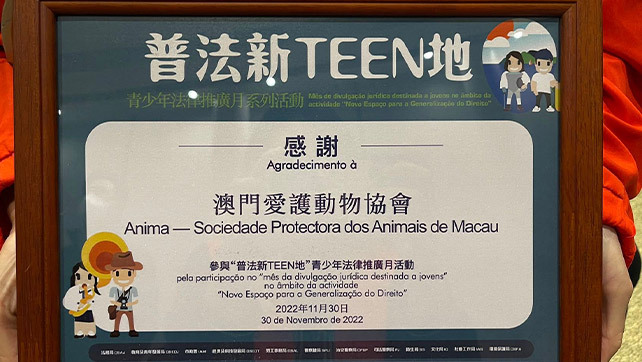 普法新TEEN地
青少年法律推廣月系列活動 Mês de divulgação jurídica destinada a jovens no âmbito da
actividade "Novo Espaço para a Generalização do Direito"
感謝
Agradecimento à
澳門愛護動物協會
Anima — Sociedade Protectora dos Animais de Macau
參與“普法新TEEN地”青少年法律推廣月活動
pela participação no "mês da divulgação jurídica destinada a jovens"
no âmbito da actividade
"Novo Espaço para a Generalização do Direito"
2022年11月30日
30 de Novembro de 2022